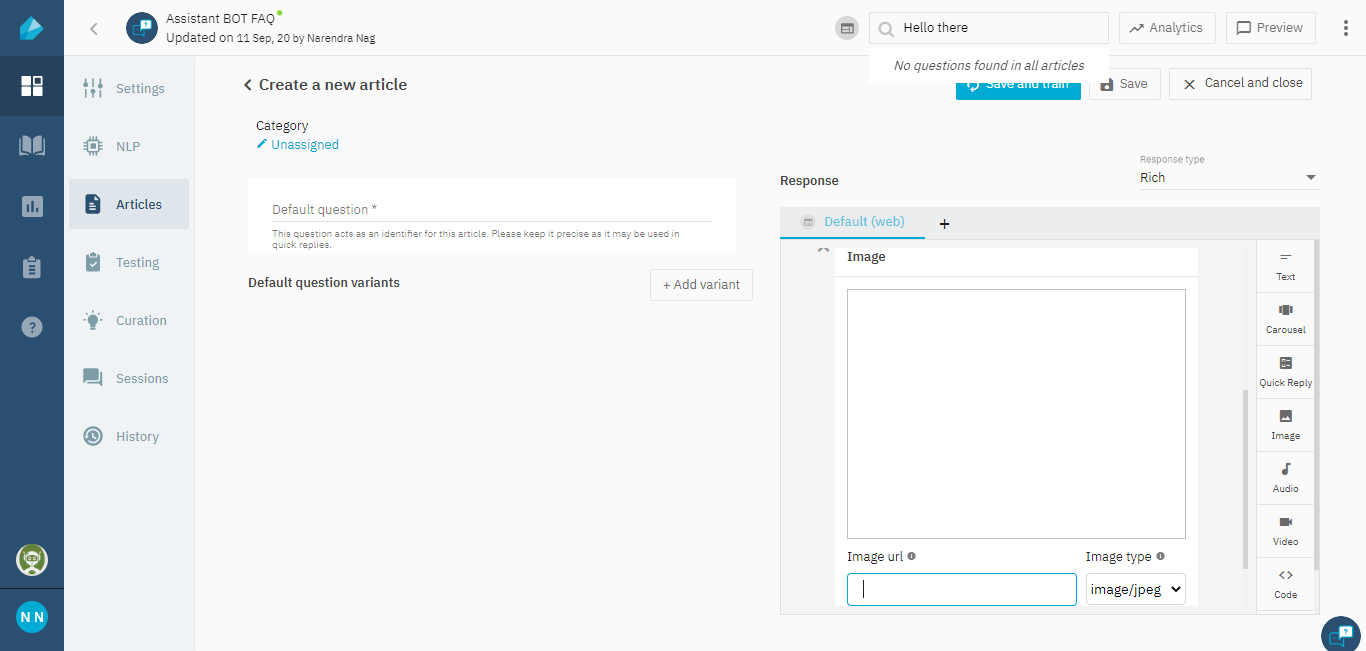 Assistant BOT FAQ
Updated on 11 Sep, 20 by Narendra Nag
Hello there
Analytics
Preview
No questions found in all articles
Settings
NLP
Articles
Testing
Curation
Sessions
History
N N
Create a new article
Save and train
Save
Cancel and close
Category
Unassigned
Default question *
This question acts as an identifier for this article. Please keep it precise as it may be used in
quick replies.
Default question variants
+ Add variant
Response
Response type
Rich
Default (web)
+
Image
Image url
Image type
image/jpeg
Text
Carousel
Quick Reply
Image
Audio
Video
Code